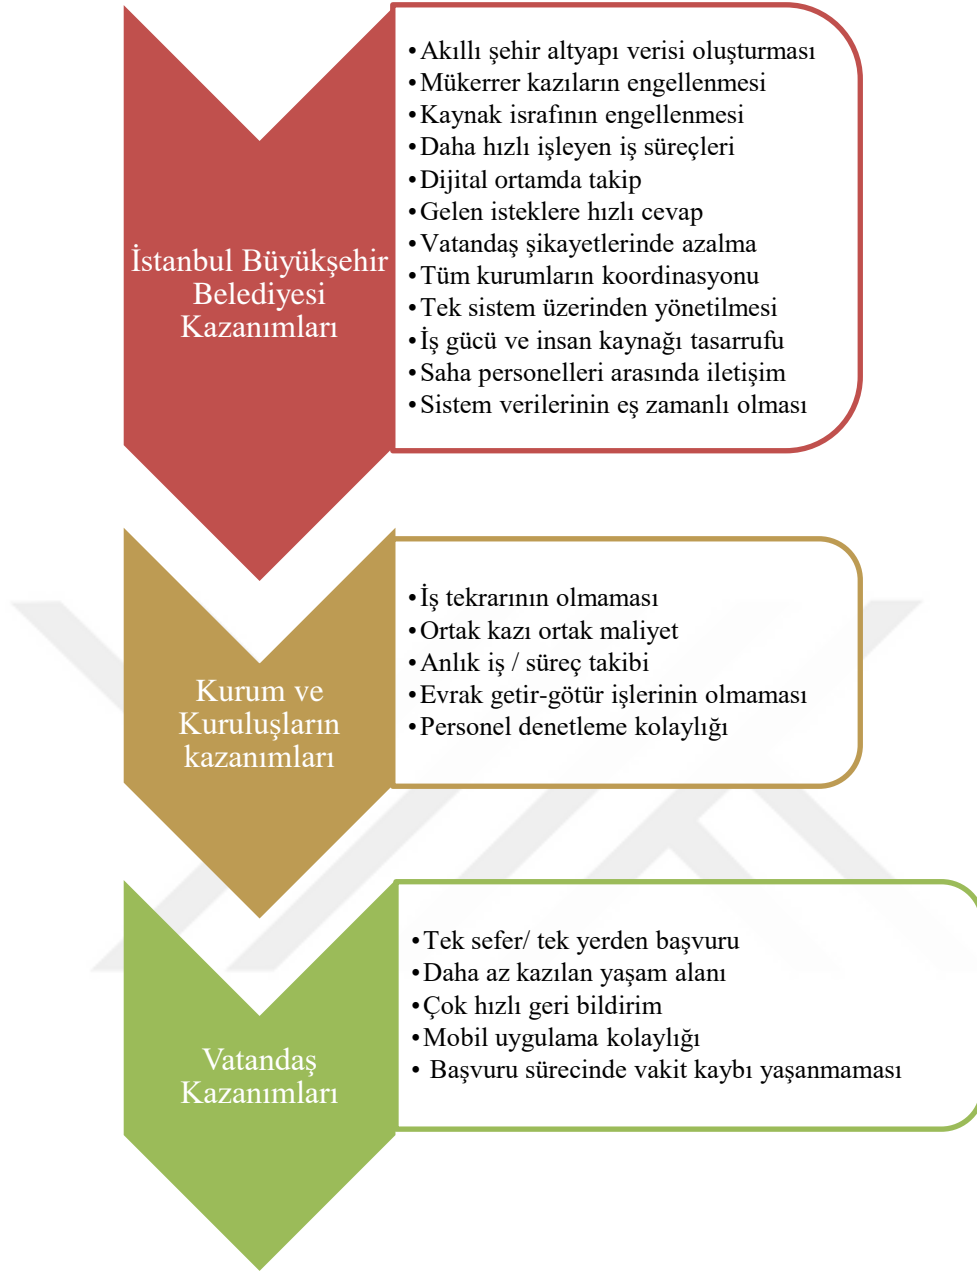 İstanbul Büyükşehir
Belediyesi
Kazanımları
•Akıllı şehir altyapı verisi oluşturması
•Mükerrer kazıların engellenmesi
•Kaynak israfının engellenmesi
•Daha hızlı işleyen iş süreçleri
•Dijital ortamda takip
•Gelen isteklere hızlı cevap
•Vatandaş şikayetlerinde azalma
•Tüm kurumların koordinasyonu
•Tek sistem üzerinden yönetilmesi
•İş gücü ve insan kaynağı tasarrufu
•Saha personelleri arasında iletişim
•Sistem verilerinin eş zamanlı olması
Kurum ve
Kuruluşların
kazanımları
•İş tekrarının olmaması
•Ortak kazı ortak maliyet
•Anlık iş / süreç takibi
•Evrak getir-götür işlerinin olmaması
•Personel denetleme kolaylığı
Vatandaş
Kazanımları
•Tek sefer/ tek yerden başvuru
•Daha az kazılan yaşam alanı
•Çok hızlı geri bildirim
•Mobil uygulama kolaylığı
• Başvuru sürecinde vakit kaybı yaşanmaması